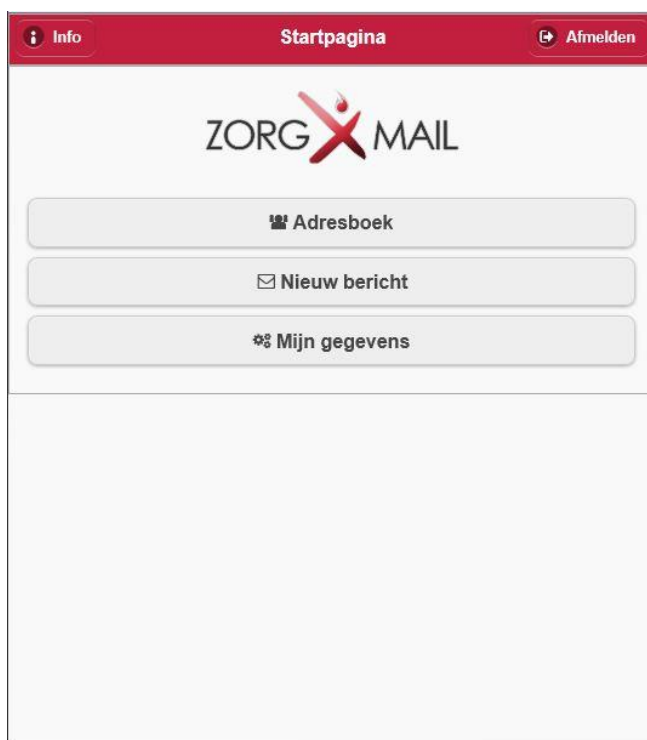 Info Startpagina Afmelden
ZORG MAIL
Adresboek
Nieuw bericht
Mijn gegevens